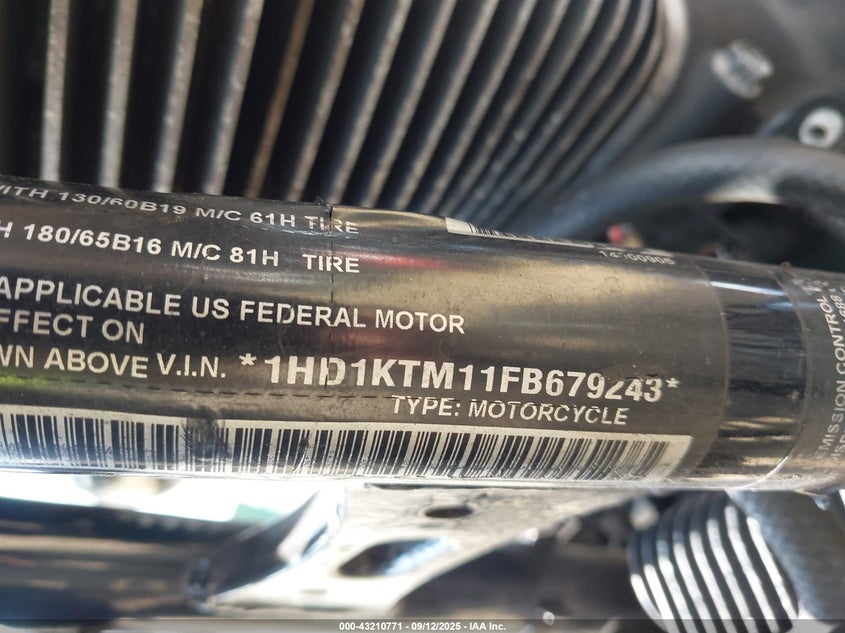 WITH 130/60B19 M/C 61H TIRE
H 180/65B16 M/C 81H TIRE
APPLICABLE US FEDERAL MOTOR
EFFECT ON
WN ABOVE V.I.N. *1HD1KTM11FB679243*
TYPE: MOTORCYCLE
EMISSION CONTROL
000-43210771 - 09/12/2025 - IAA Inc.